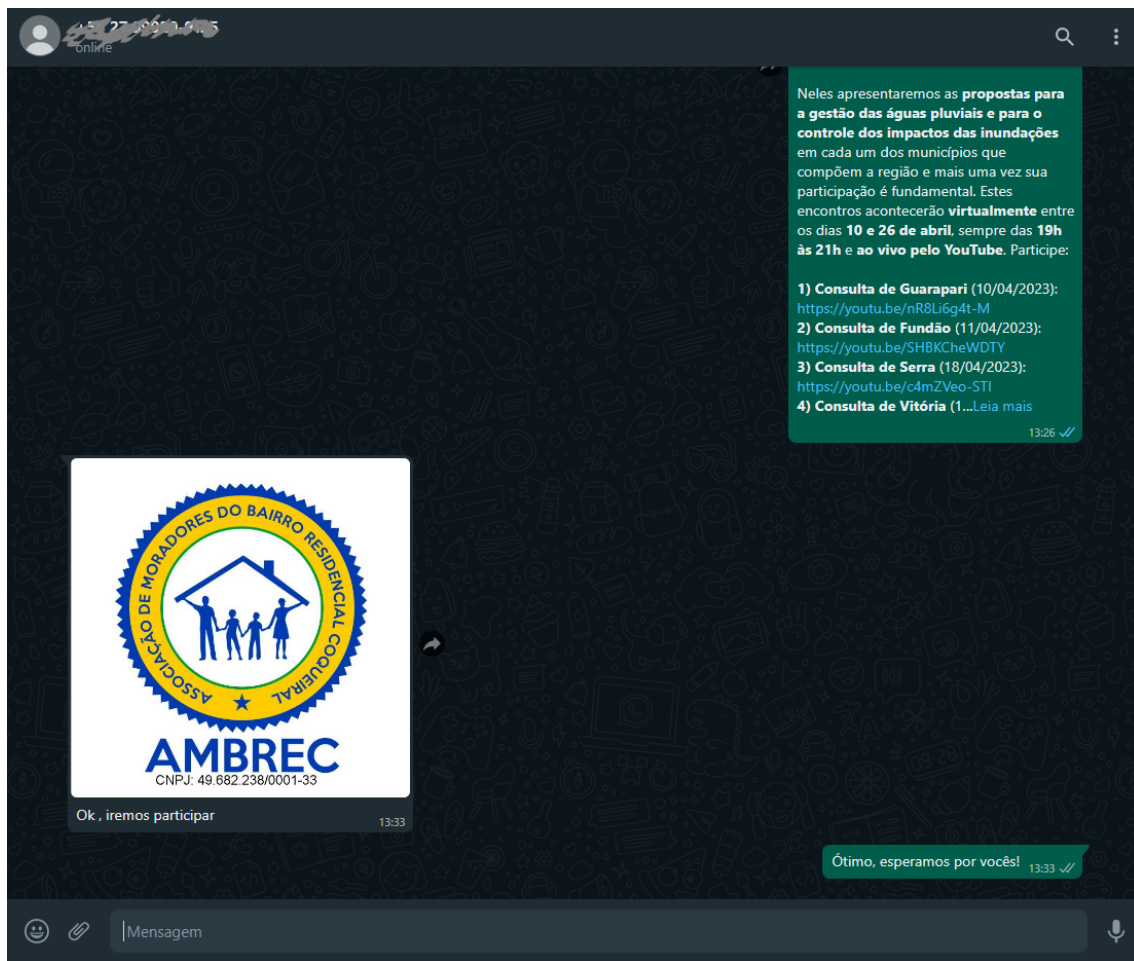 online
Neles apresentaremos as propostas para
a gestão das águas pluviais e para o
controle dos impactos das inundações
em cada um dos municípios que
compõem a região e mais uma vez sua
participação é fundamental. Estes
encontros acontecerão virtualmente entre
os dias 10 e 26 de abril, sempre das 19h
às 21h e ao vivo pelo YouTube. Participe:
1) Consulta de Guarapari (10/04/2023):
https://youtu.be/nR8Li6g4t-M
2) Consulta de Fundão (11/04/2023):
https://youtu.be/SHBKCheWDTY
3) Consulta de Serra (18/04/2023):
https://youtu.be/c4mZVeo-STI
4) Consulta de Vitória (1...Leia mais
13:26
ASSOCIAÇÃO DE MORADORES DO BAIRRO RESIDENCIAL COQUEIRAL
AMBREC
CNPJ: 49.682.238/0001-33
Ok , iremos participar
13:33
Ótimo, esperamos por vocês!
13:33
Mensagem